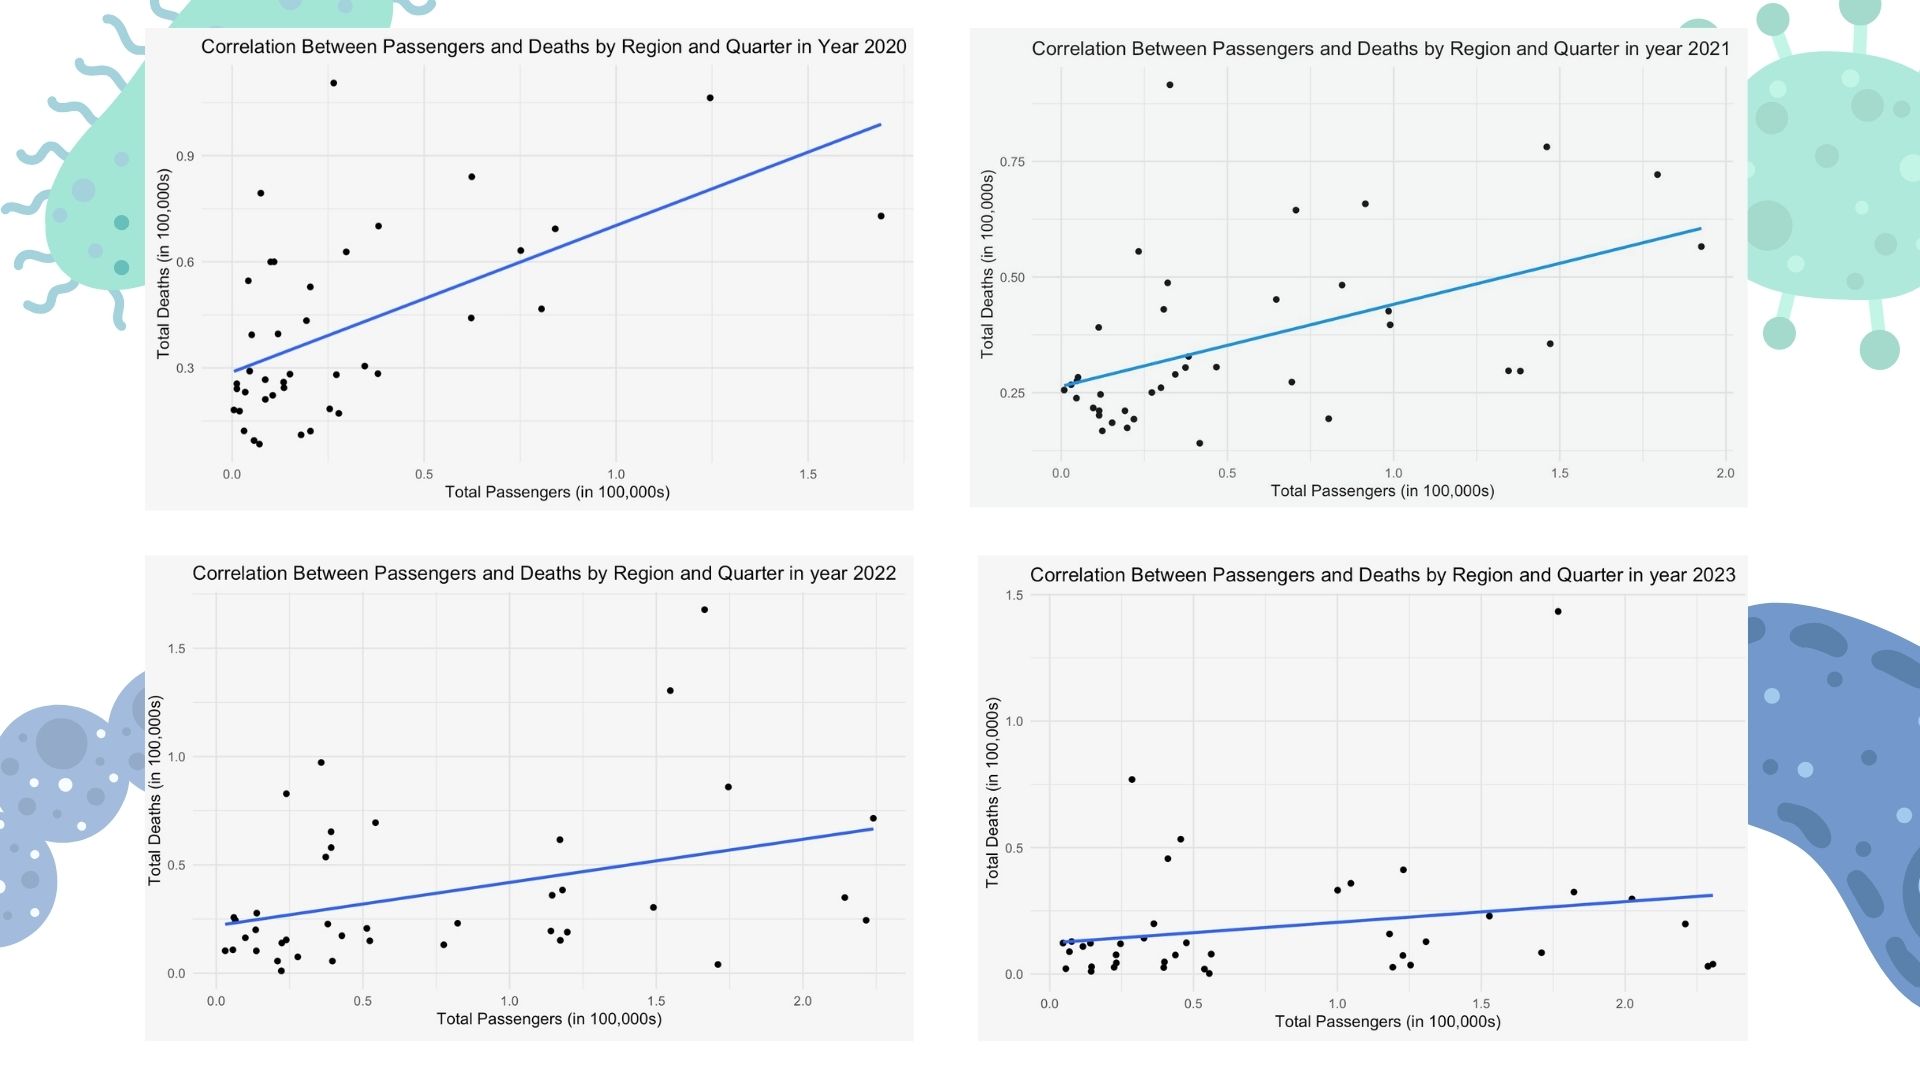 Correlation Between Passengers and Deaths by Region and Quarter in Year 2020
Total Deaths (in 100,000s)
0.9
0.6
0.3
0.0 0.5 1.0 1.5
Total Passengers (in 100,000s)
Correlation Between Passengers and Deaths by Region and Quarter in year 2021
Total Deaths (in 100,000s)
0.75
0.50
0.25
0.0 0.5 1.0 1.5 2.0
Total Passengers (in 100,000s)
Correlation Between Passengers and Deaths by Region and Quarter in year 2022
Total Deaths (in 100,000s)
1.5
1.0
0.5
0.0
0.0 0.5 1.0 1.5 2.0
Total Passengers (in 100,000s)
Correlation Between Passengers and Deaths by Region and Quarter in year 2023
Total Deaths (in 100,000s)
1.5
1.0
0.5
0.0
0.0 0.5 1.0 1.5 2.0
Total Passengers (in 100,000s)